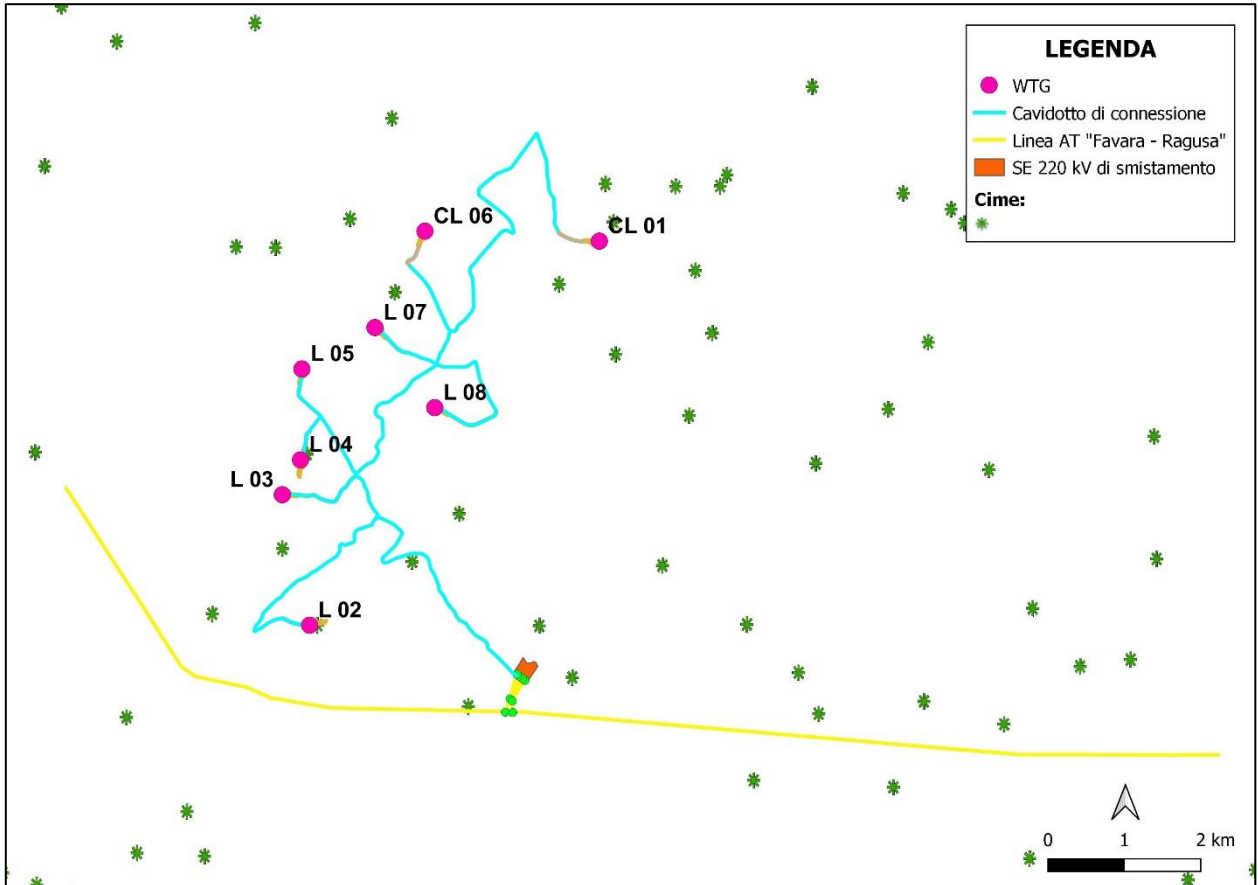 LEGENDA
WTG
Cavidotto di connessione
Linea AT "Favara - Ragusa"
SE 220 kV di smistamento
Cime:
CL 06
CL 01
L 07
L 05
L 08
L 04
L 03
L 02
0 1 2 km